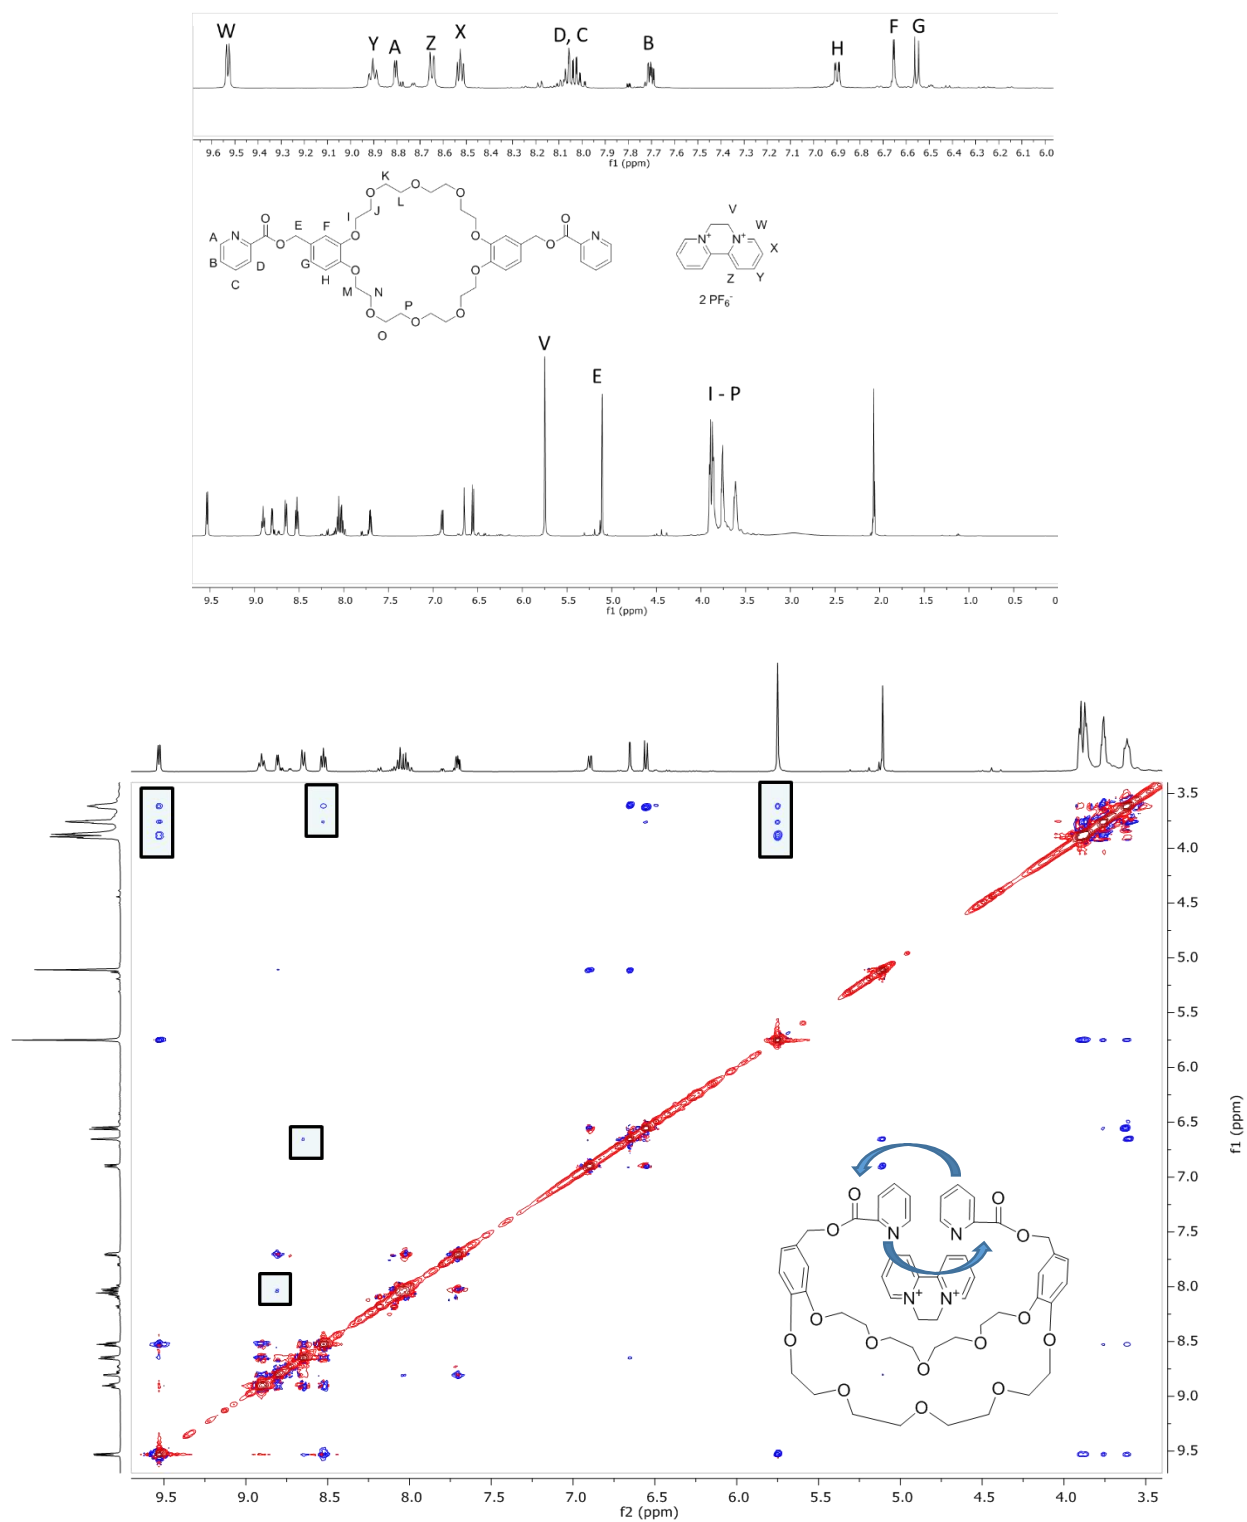 W Y A Z X D, C B H F G
9.6 9.5 9.4 9.3 9.2 9.1 9.0 8.9 8.8 8.7 8.6 8.5 8.4 8.3 8.2 8.1 8.0 7.9 7.8 7.7 7.6 7.5 7.4 7.3 7.2 7.1 7.0 6.9 6.8 6.7 6.6 6.5 6.4 6.3 6.2 6.1 6.0
f1 (ppm)
K
O O O
L
I J
A N O E F O O O N
O O
B D G O O
C H
M N P
O O O
O
V
W
N+ N+ X
Z Y
2 PF6-
V
E
I - P
9.5 9.0 8.5 8.0 7.5 7.0 6.5 6.0 5.5 5.0 4.5 4.0 3.5 3.0 2.5 2.0 1.5 1.0 0.5 0
f1 (ppm)
3.5
4.0
4.5
5.0
5.5
6.0
6.5
7.0
7.5
8.0
8.5
9.0
9.5
f1 (ppm)
O O
O N N O
N+ N+
O O
O O O O O
O O O
9.5 9.0 8.5 8.0 7.5 7.0 6.5 6.0 5.5 5.0 4.5 4.0 3.5
f2 (ppm)